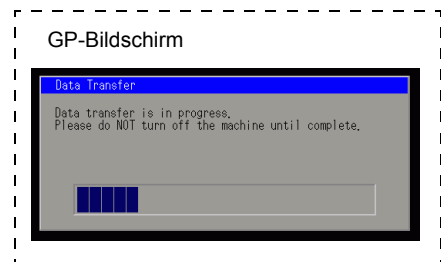 GP-Bildschirm
Data Transfer
Data transfer is in progress.
Please do NOT turn off the machine until complete.